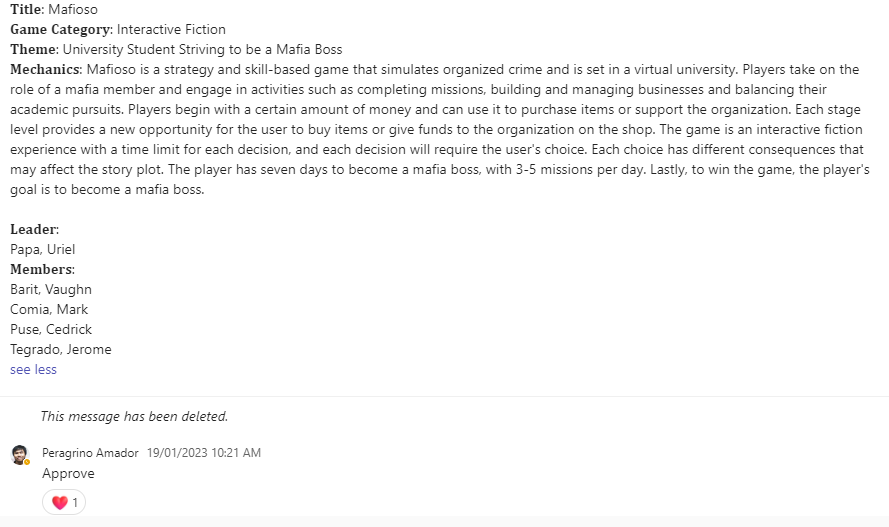 Title: Mafioso
Game Category: Interactive Fiction
Theme: University Student Striving to be a Mafia Boss
Mechanics: Mafioso is a strategy and skill-based game that simulates organized crime and is set in a virtual university. Players take on the
role of a mafia member and engage in activities such as completing missions, building and managing businesses and balancing their
academic pursuits. Players begin with a certain amount of money and can use it to purchase items or support the organization. Each stage
level provides a new opportunity for the user to buy items or give funds to the organization on the shop. The game is an interactive fiction
experience with a time limit for each decision, and each decision will require the user's choice. Each choice has different consequences that
may affect the story plot. The player has seven days to become a mafia boss, with 3-5 missions per day. Lastly, to win the game, the player's
goal is to become a mafia boss.
Leader:
Papa, Uriel
Members:
Barit, Vaughn
Comia, Mark
Puse, Cedrick
Tegrado, Jerome
see less
This message has been deleted.
Peragrino Amador 19/01/2023 10:21 AM
Approve
1